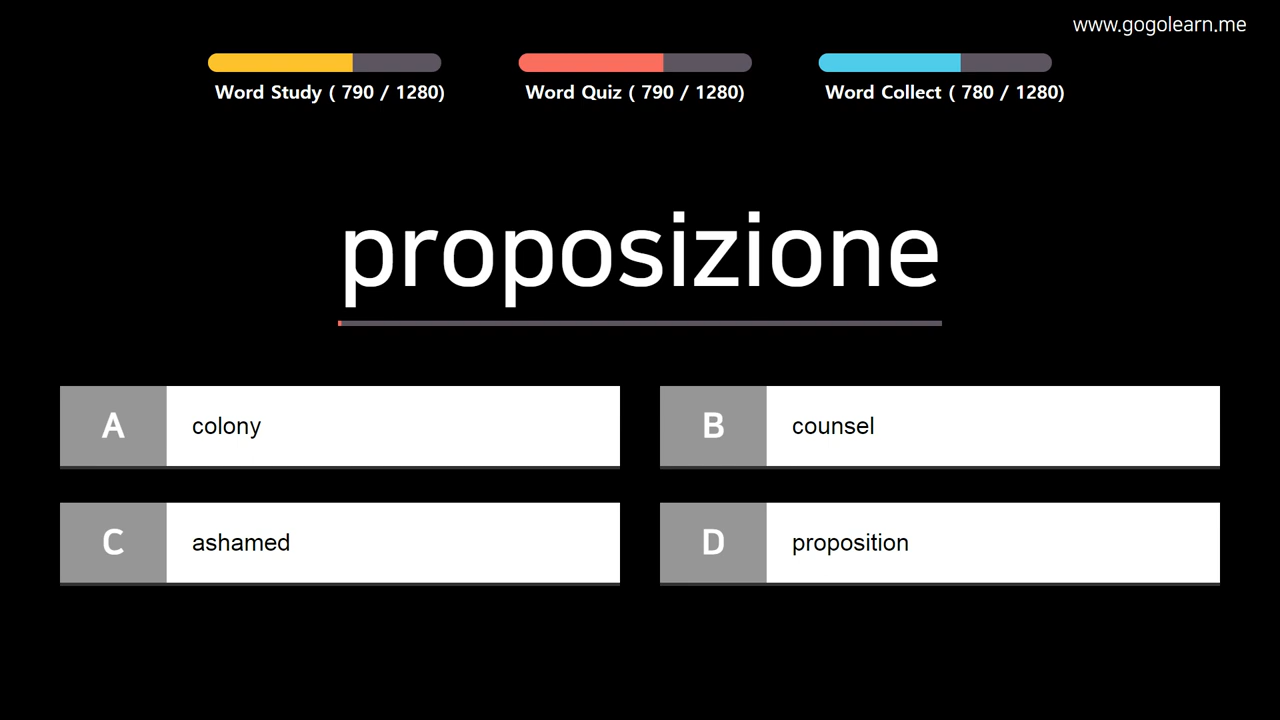 www.gogolearn.me
Word Study ( 790 / 1280)
Word Quiz ( 790 / 1280)
Word Collect ( 780 / 1280)
proposizione
A
colony
B
counsel
C
ashamed
D
proposition